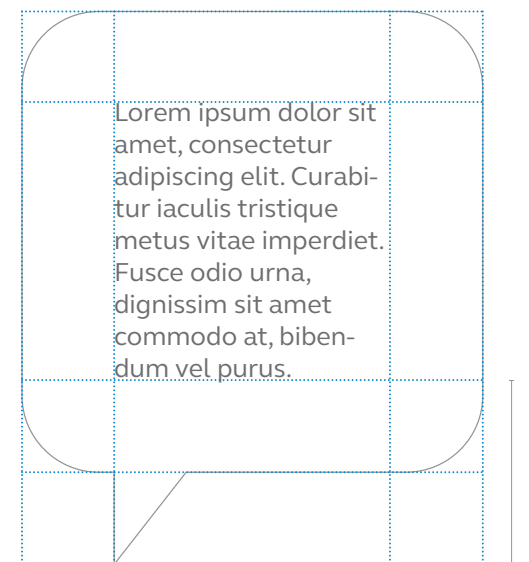 Lorem ipsum dolor sit
amet, consectetur
adipiscing elit. Curabi-
tur iaculis tristique
metus vitae imperdiet.
Fusce odio urna,
dignissim sit amet
commodo at, biben-
dum vel purus.